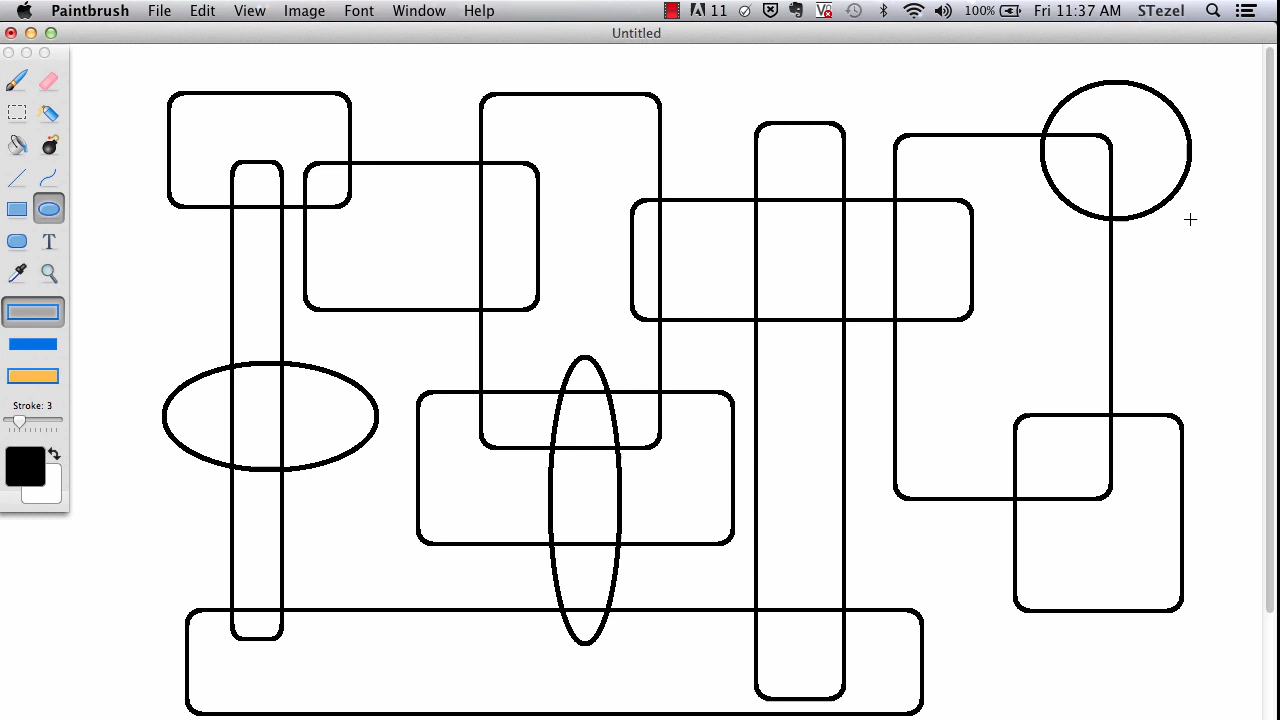 Paintbrush File Edit View Image Font Window Help 11 100% Fri 11:37 AM STezel
Untitled
T
Stroke: 3